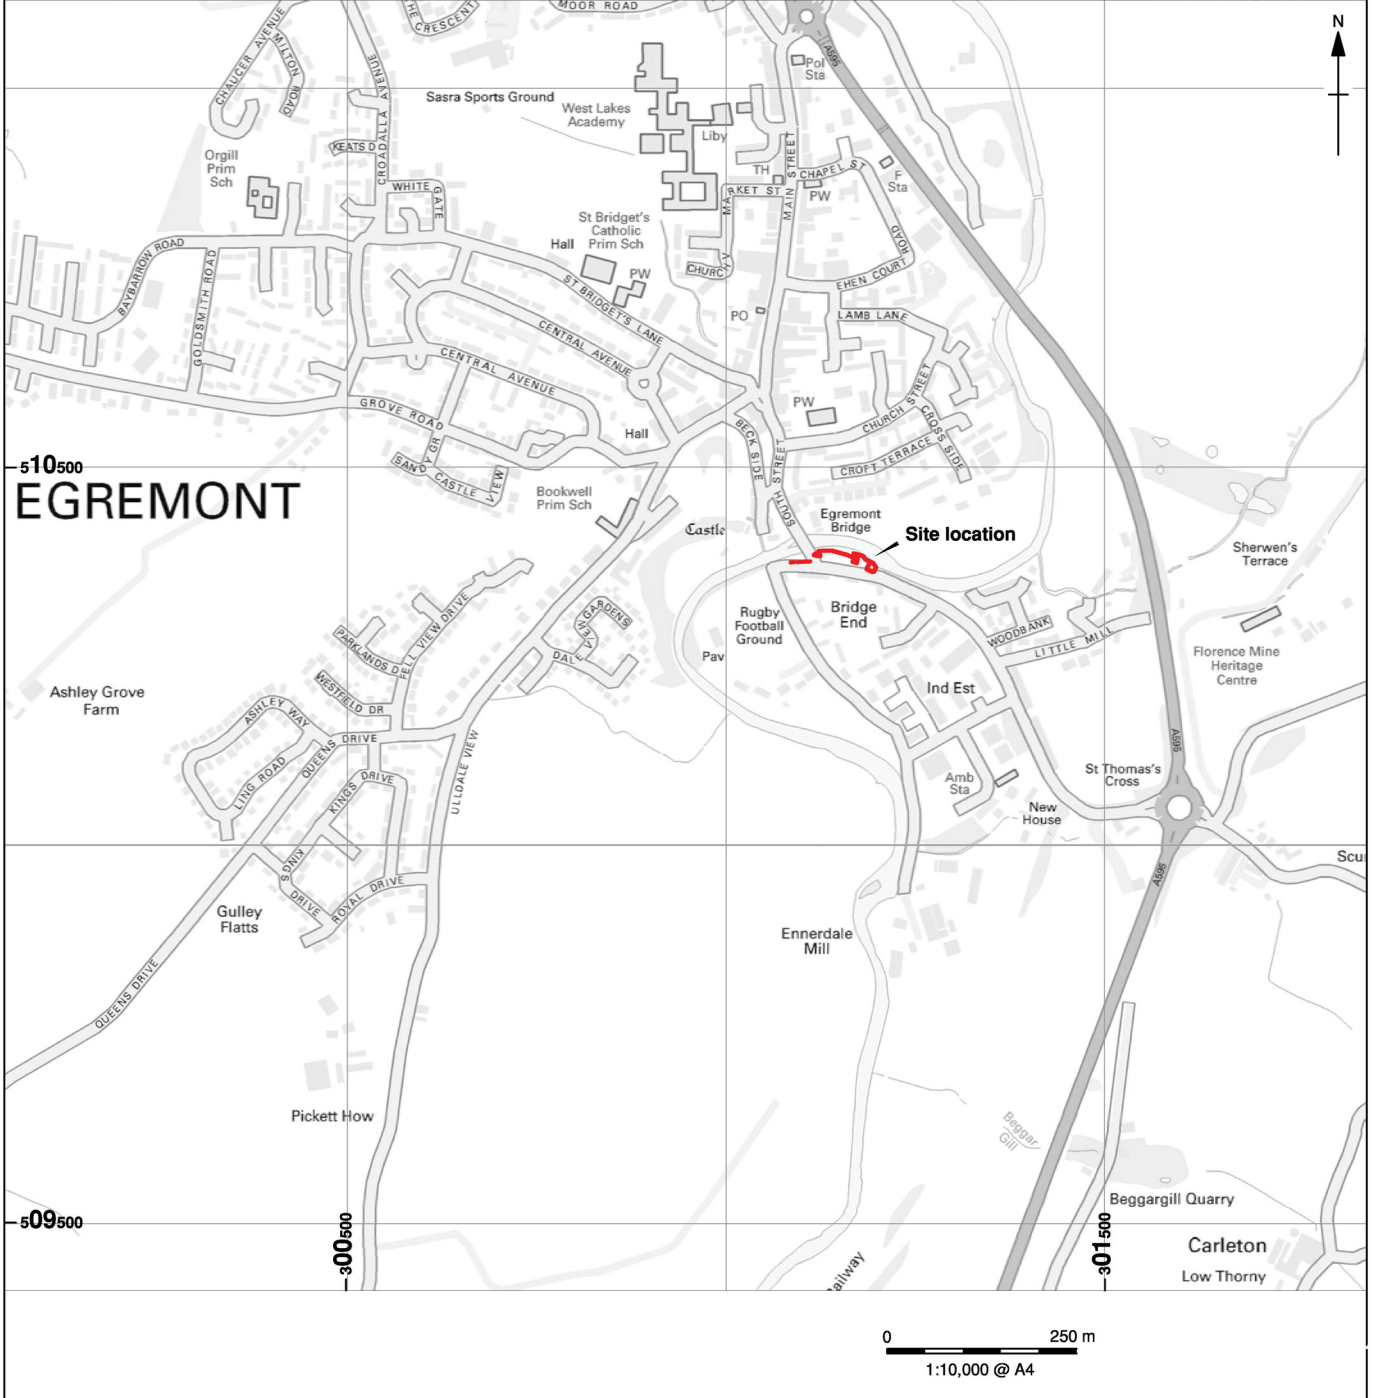 THE CRESCENT
MOOR ROAD
N
CHAUCER AVENUE
MILTON
ROAD
CROADALLA AVENUE
A595
Pol
Sta
Sasra Sports Ground
West Lakes
Academy
Liby
KEATS D
Orgill
Prim
Sch
WHITE
GATE
TH
MAIN STREET
CHAPEL ST
F
Sta
MARKET ST
PW
St Bridget's
Catholic
Prim Sch
Hall
PW
CHURCH
ROAD
EHEN COURT
BAYBARROW ROAD
GOLDSMITH ROAD
ST BRIDGET'S LANE
PO
LAMB LANE
CENTRAL AVENUE
CENTRAL AVENUE
GROVE ROAD
PW
CHURCH STREET
CROSS SIDE
CROFT TERRACE
BECK SIDE
SOUTH STREET
Hall
SANDY GR
CASTLE
VIEW
510500
EGREMONT
Bookwell
Prim Sch
Castle
Egremont
Bridge
Site location
Sherwen's
Terrace
Rugby
Football
Ground
Bridge
End
GARDENS
VIEW
DALE
PARKLANDS D
FELL VIEW DRIVE
WOODBANK
LITTLE MILL
Florence Mine
Heritage
Centre
Pav
Ashley Grove
Farm
WESTFIELD DR
ASHLEY WAY
Ind Est
QUEENS DRIVE
LING ROAD
KINGS DRIVE
ULLDALE VIEW
A595
St Thomas's
Cross
Amb
Sta
New
House
KINGS
DRIVE
ROYAL DRIVE
Scu
A595
Gulley
Flatts
Ennerdale
Mill
QUEENS DRIVE
Pickett How
Beggar
Gill
Beggargill Quarry
509500
300500
301500
Carleton
Low Thorny
ailway
0 250 m
1:10,000 @ A4